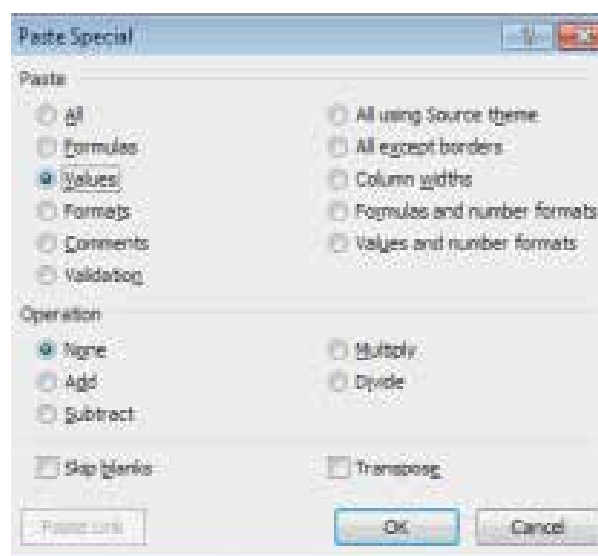 Paste Special
Paste
All
Formulas
Values
Formats
Comments
Validation
All using Source theme
All except borders
Column widths
Formulas and number formats
Values and number formats
Operation
None
Add
Subtract
Multiply
Divide
Skip blanks
Transpose
Paste Link
OK
Cancel